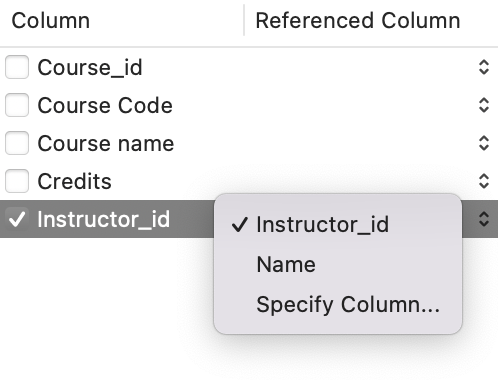 Column Referenced Column
Course_id
Course Code
Course name
Credits
Instructor_id
Instructor_id
Name
Specify Column...